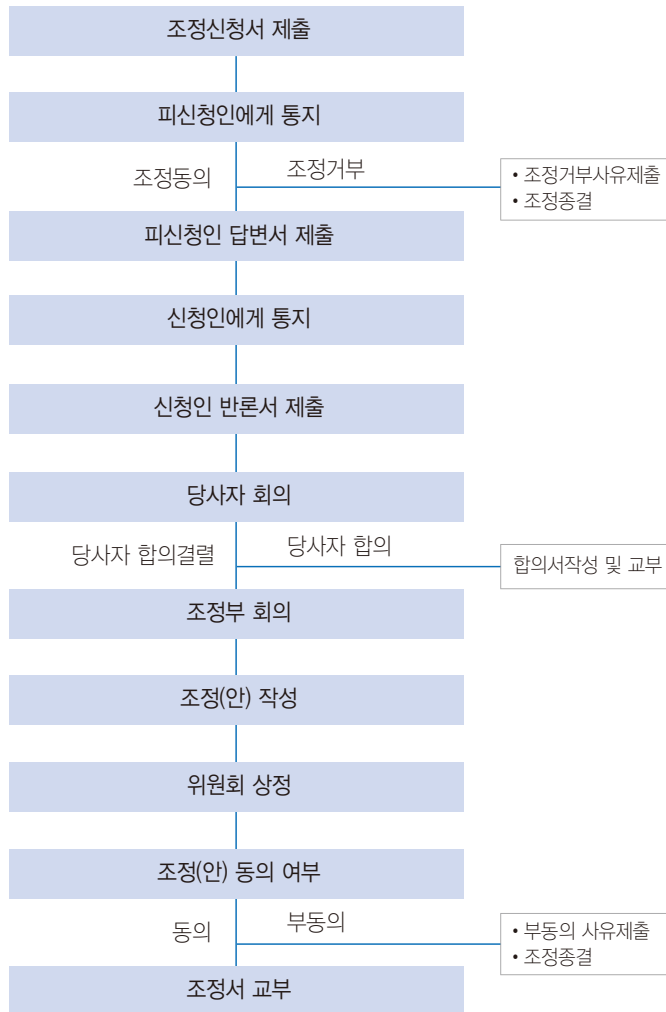 조정신청서 제출
피신청인에게 통지
조정동의
조정거부
• 조정거부사유제출
• 조정종결
피신청인 답변서 제출
신청인에게 통지
신청인 반론서 제출
당사자 회의
당사자 합의결렬
당사자 합의
합의서작성 및 교부
조정부 회의
조정(안) 작성
위원회 상정
조정(안) 동의 여부
동의
부동의
• 부동의 사유제출
• 조정종결
조정서 교부